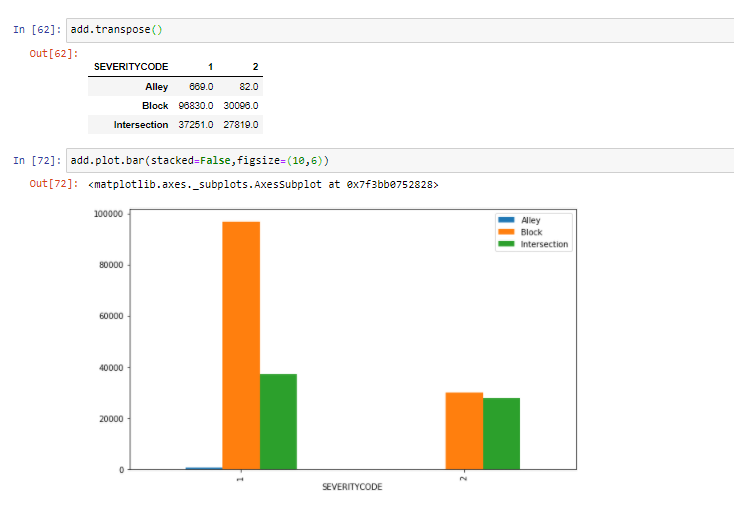 In [62]: add.transpose()
Out[62]:
SEVERITYCODE 1 2
Alley 669.0 82.0
Block 96830.0 30096.0
Intersection 37251.0 27819.0
In [72]: add.plot.bar(stacked=False,figsize=(10,6))
Out[72]: <matplotlib.axes._subplots.AxesSubplot at 0x7f3bb0752828>
100000
80000
60000
40000
20000
0
Alley
Block
Intersection
1
2
SEVERITYCODE